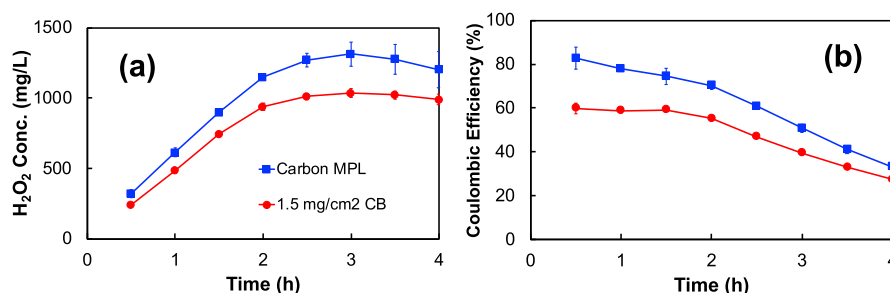 (a)
H₂O₂ Conc. (mg/L)
1500
1000
500
0
Carbon MPL
1.5 mg/cm2 CB
0 1 2 3 4
Time (h)
(b)
Coulombic Efficiency (%)
100
80
60
40
20
0
0 1 2 3 4
Time (h)